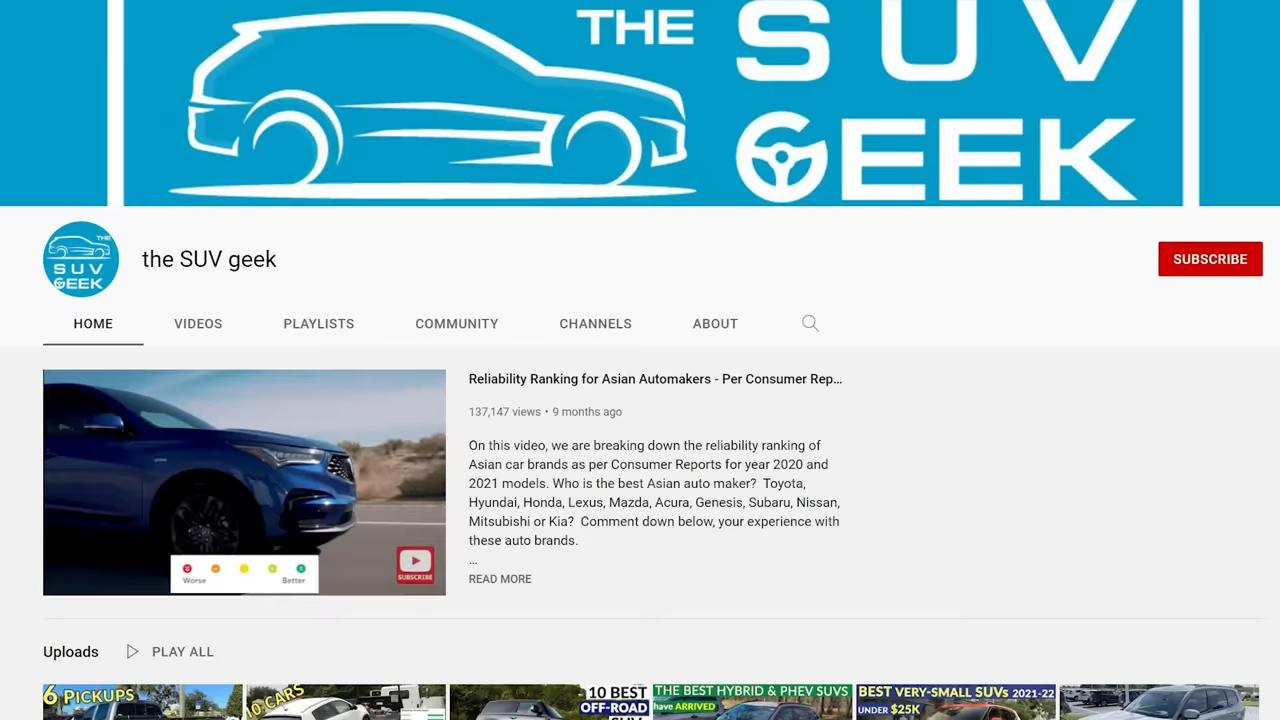 THE SUV
GEEK
THE
SUV
GEEK
the SUV geek
SUBSCRIBE
HOME
VIDEOS
PLAYLISTS
COMMUNITY
CHANNELS
ABOUT
Reliability Ranking for Asian Automakers - Per Consumer Rep...
137,147 views • 9 months ago
On this video, we are breaking down the reliability ranking of
Asian car brands as per Consumer Reports for year 2020 and
2021 models. Who is the best Asian auto maker? Toyota,
Hyundai, Honda, Lexus, Mazda, Acura, Genesis, Subaru, Nissan,
Mitsubishi or Kia? Comment down below, your experience with
these auto brands.
...
READ MORE
Worse
Better
SUBSCRIBE
Uploads
PLAY ALL
6 PICKUPS
10 CARS
10 BEST
OFF-ROAD
SUV
THE BEST HYBRID & PHEV SUVS
have ARRIVED
BEST VERY-SMALL SUVs 2021-22
UNDER $25K